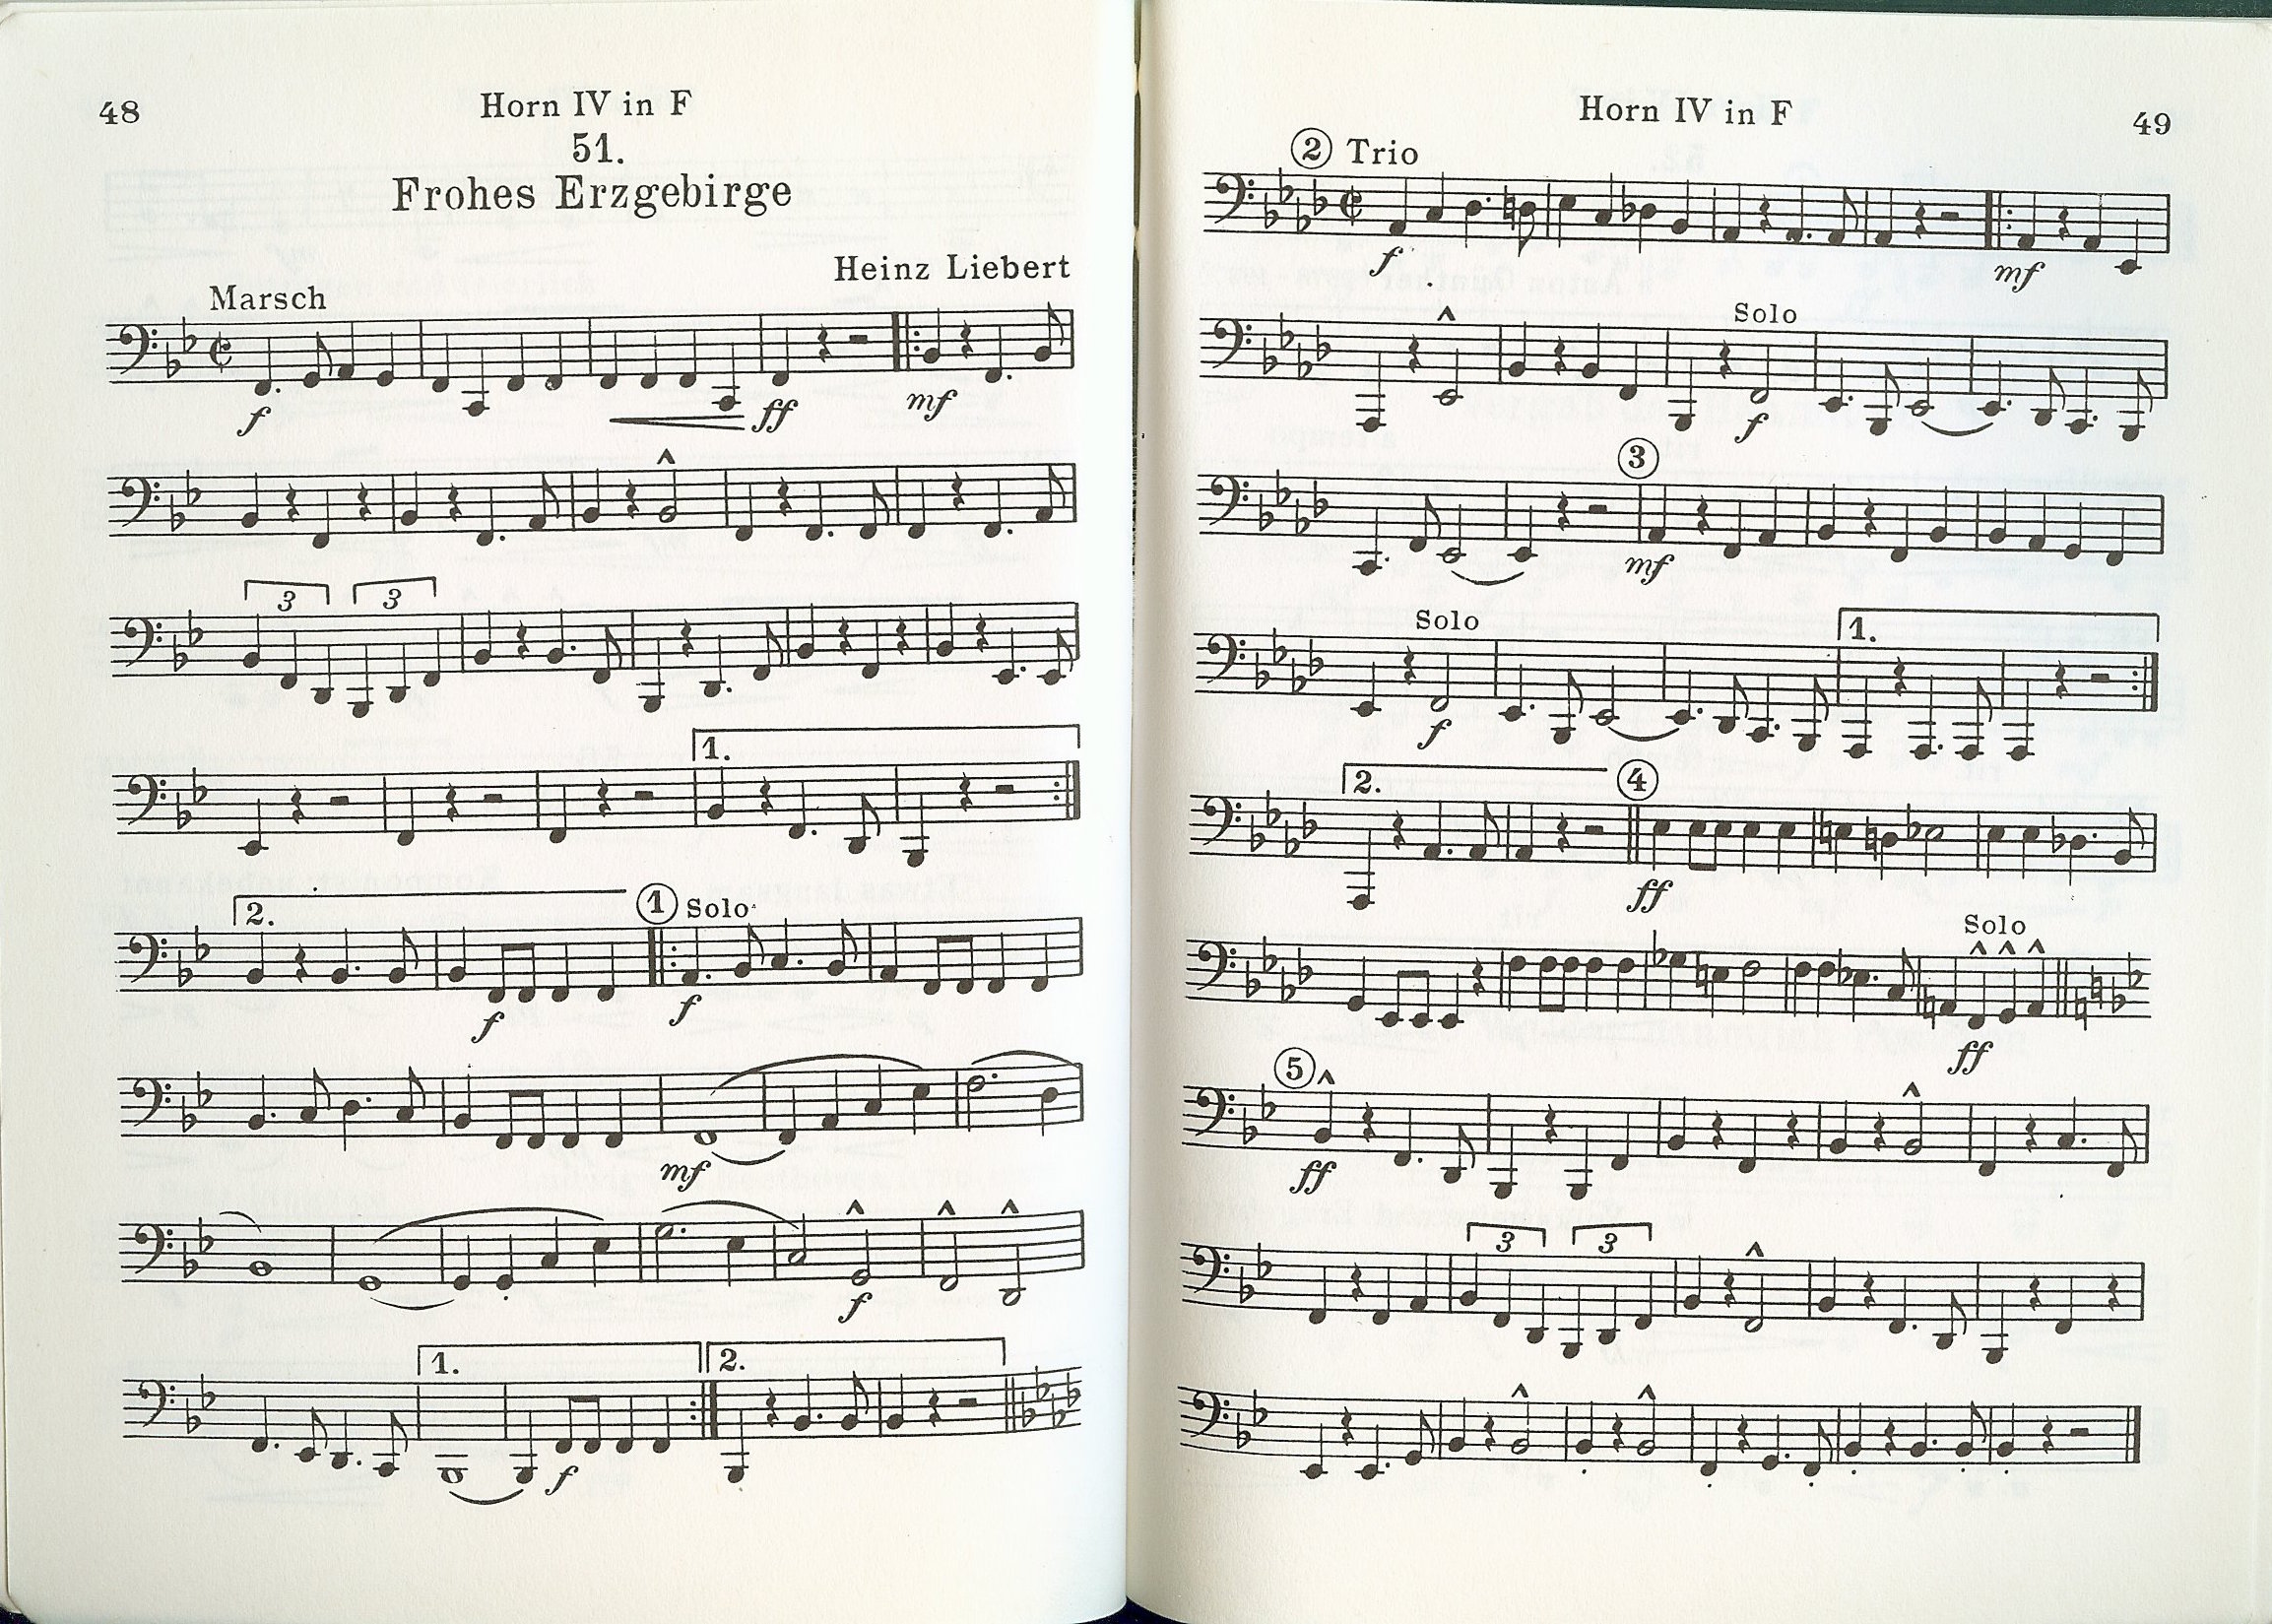 48
Horn IV in F
51.
Frohes Erzgebirge
Heinz Liebert
Marsch
f
ff
mf
3
3
1.
2.
1
Solo
f
f
mf
f
1.
2.
f
Horn IV in F
49
2 Trio
f
mf
Solo
f
3
mf
Solo
1.
f
2.
4
ff
Solo
ff
5
ff
3
3